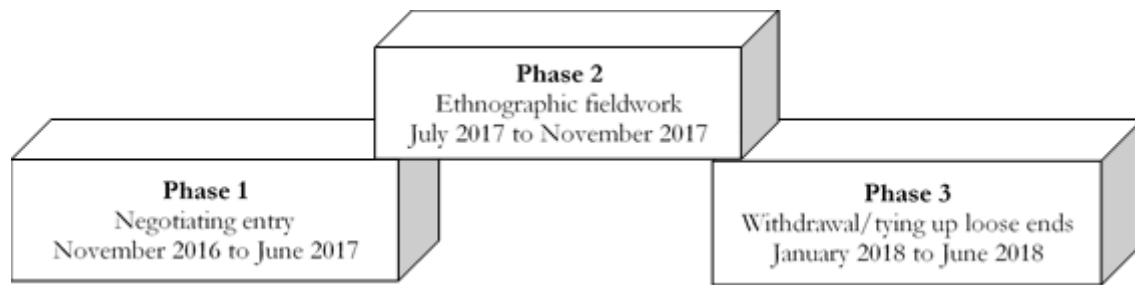 Phase 1
Negotiating entry
November 2016 to June 2017
Phase 2
Ethnographic fieldwork
July 2017 to November 2017
Phase 3
Withdrawal/tying up loose ends
January 2018 to June 2018